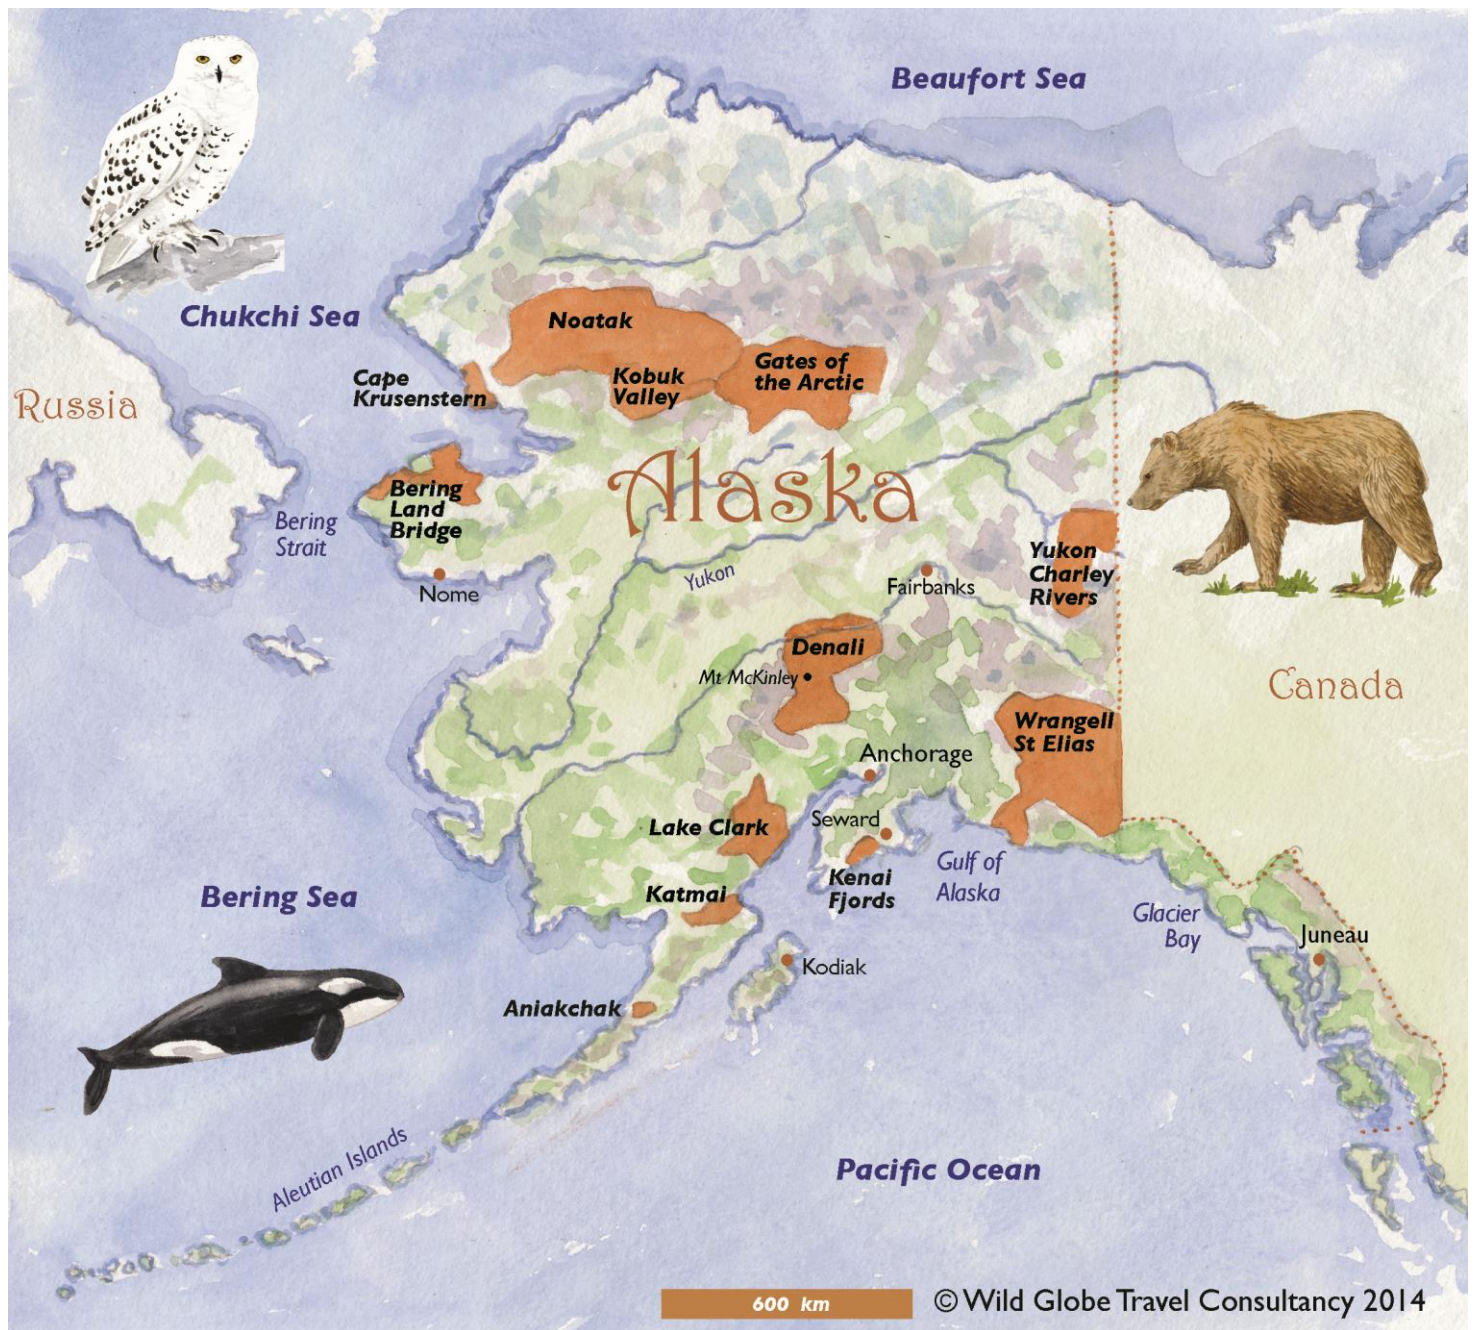 Beaufort Sea
Chukchi Sea
Noatak
Gates of
the Arctic
Kobuk
Valley
Cape
Krusenstern
Russia
Alaska
Bering
Land
Bridge
Bering
Strait
Yukon
Charley
Rivers
Yukon
Fairbanks
Nome
Denali
Mt McKinley
Canada
Wrangell
St Elias
Anchorage
Lake Clark
Seward
Kenai
Fjords
Gulf of
Alaska
Katmai
Bering Sea
Glacier
Bay
Juneau
Kodiak
Aniakchak
Aleutian Islands
Pacific Ocean
600 km
© Wild Globe Travel Consultancy 2014